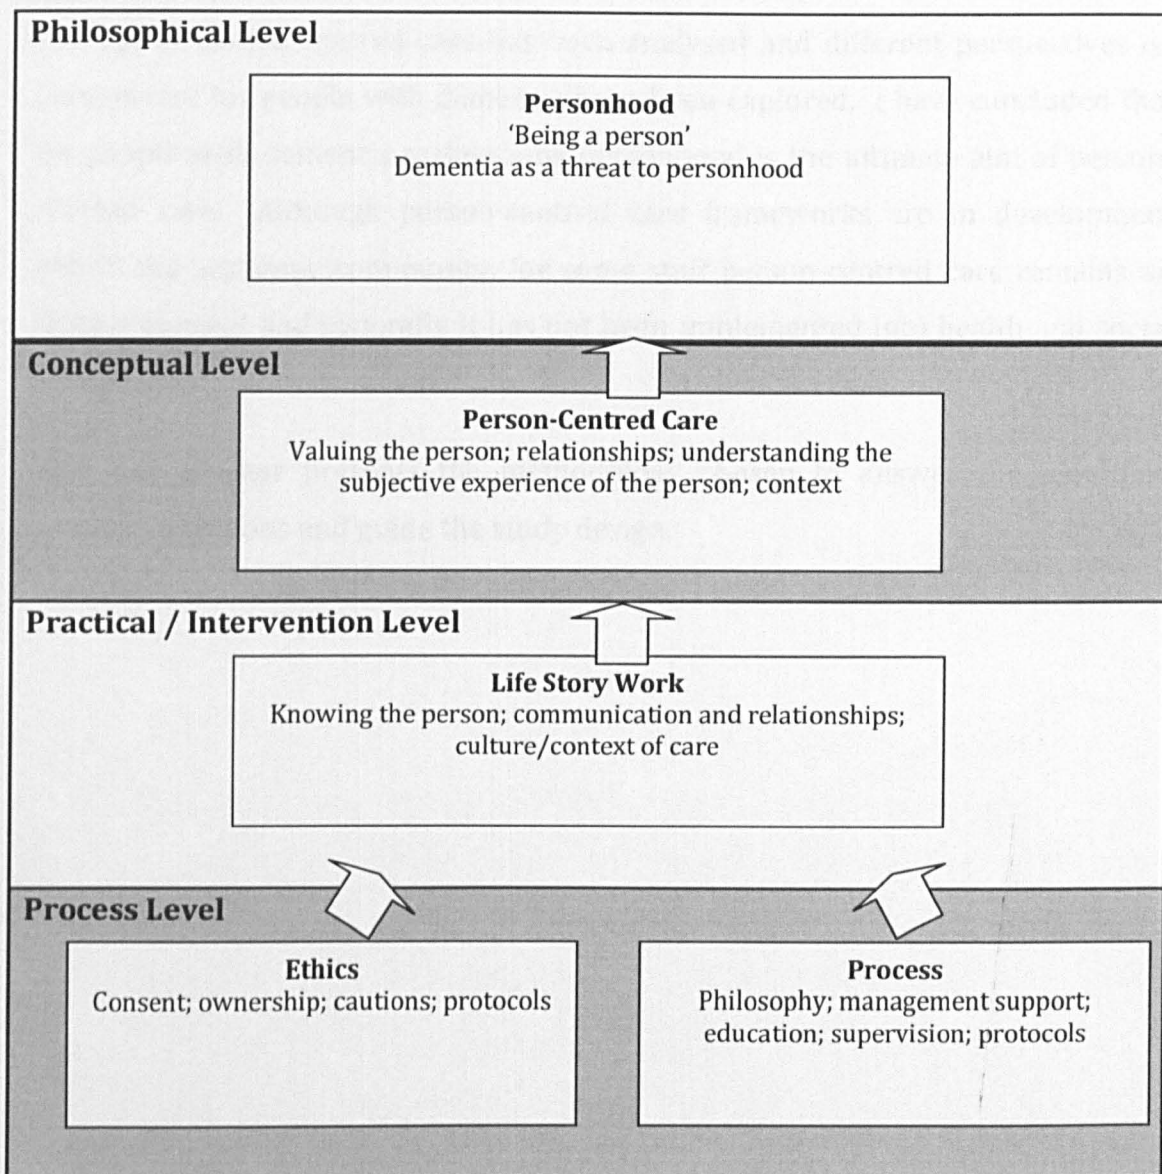 Philosophical Level
Personhood
‘Being a person’
Dementia as a threat to personhood
Conceptual Level
Person-Centred Care
Valuing the person; relationships; understanding the
subjective experience of the person; context
Practical / Intervention Level
Life Story Work
Knowing the person; communication and relationships;
culture/context of care
Process Level
Ethics
Consent; ownership; cautions; protocols
Process
Philosophy; management support;
education; supervision; protocols